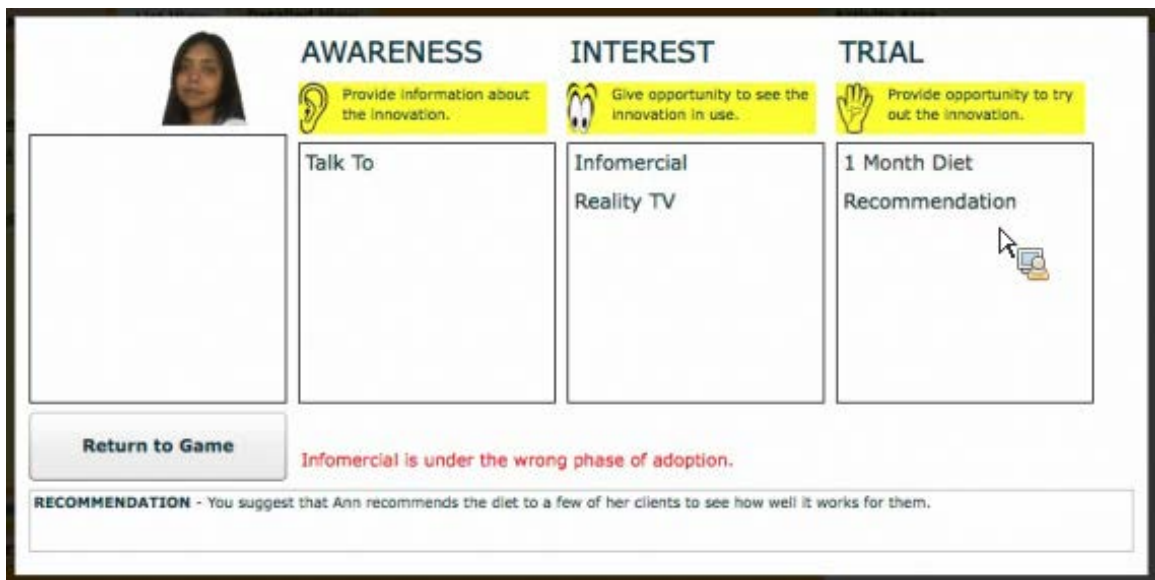 AWARENESS
INTEREST
TRIAL
Provide information about
the innovation.
Give opportunity to see the
innovation in use.
Provide opportunity to try
out the innovation.
Talk To
Infomercial
Reality TV
1 Month Diet
Recommendation
Return to Game
Infomercial is under the wrong phase of adoption.
RECOMMENDATION - You suggest that Ann recommends the diet to a few of her clients to see how well it works for them.